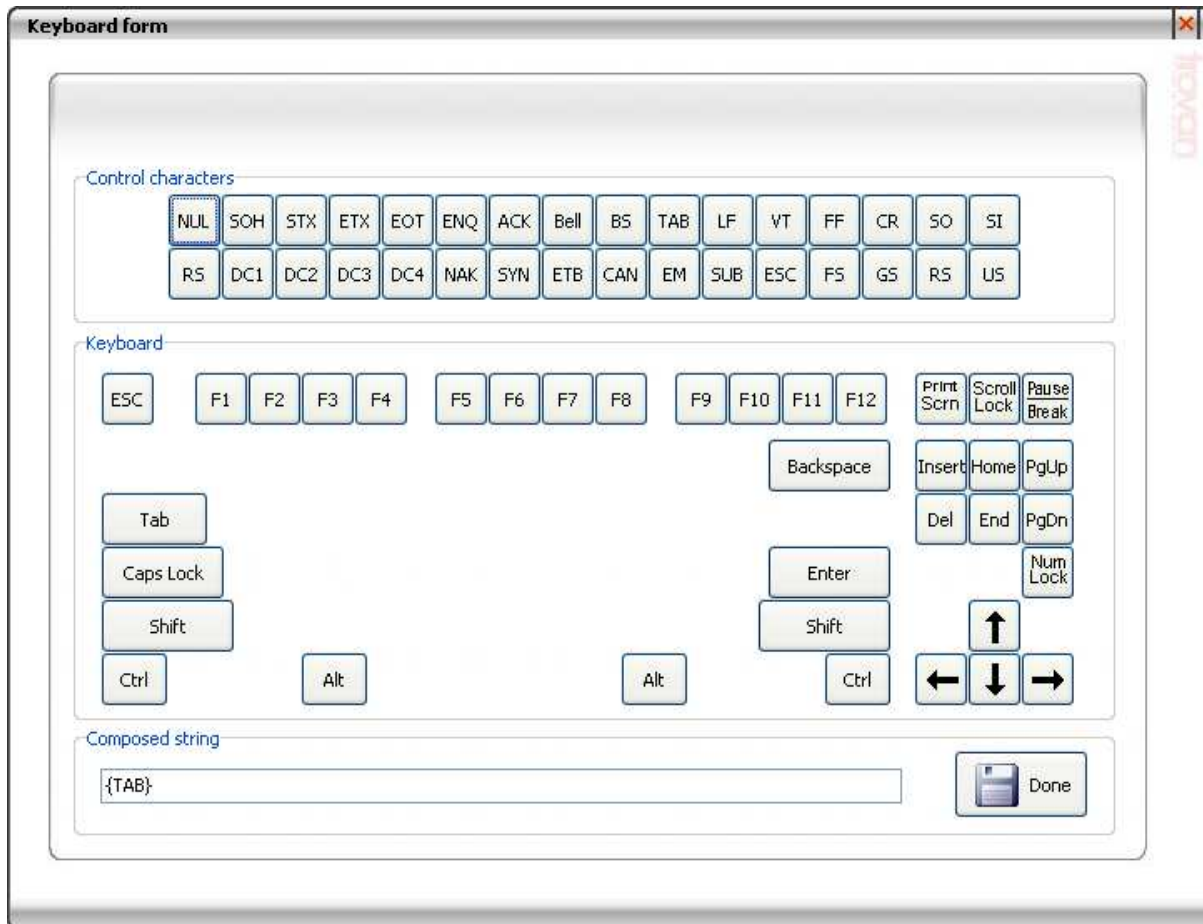 Keyboard form
trovan
Control characters
NUL SOH STX ETX EOT ENQ ACK Bell BS TAB LF VT FF CR SO SI
RS DC1 DC2 DC3 DC4 NAK SYN ETB CAN EM SUB ESC FS GS RS US
Keyboard
ESC F1 F2 F3 F4 F5 F6 F7 F8 F9 F10 F11 F12 Print Scrn Scroll Lock Pause Break
Backspace Insert Home PgUp
Tab Del End PgDn
Caps Lock Enter Num Lock
Shift Shift
Ctrl Alt Alt Ctrl
Composed string
{TAB}
Done